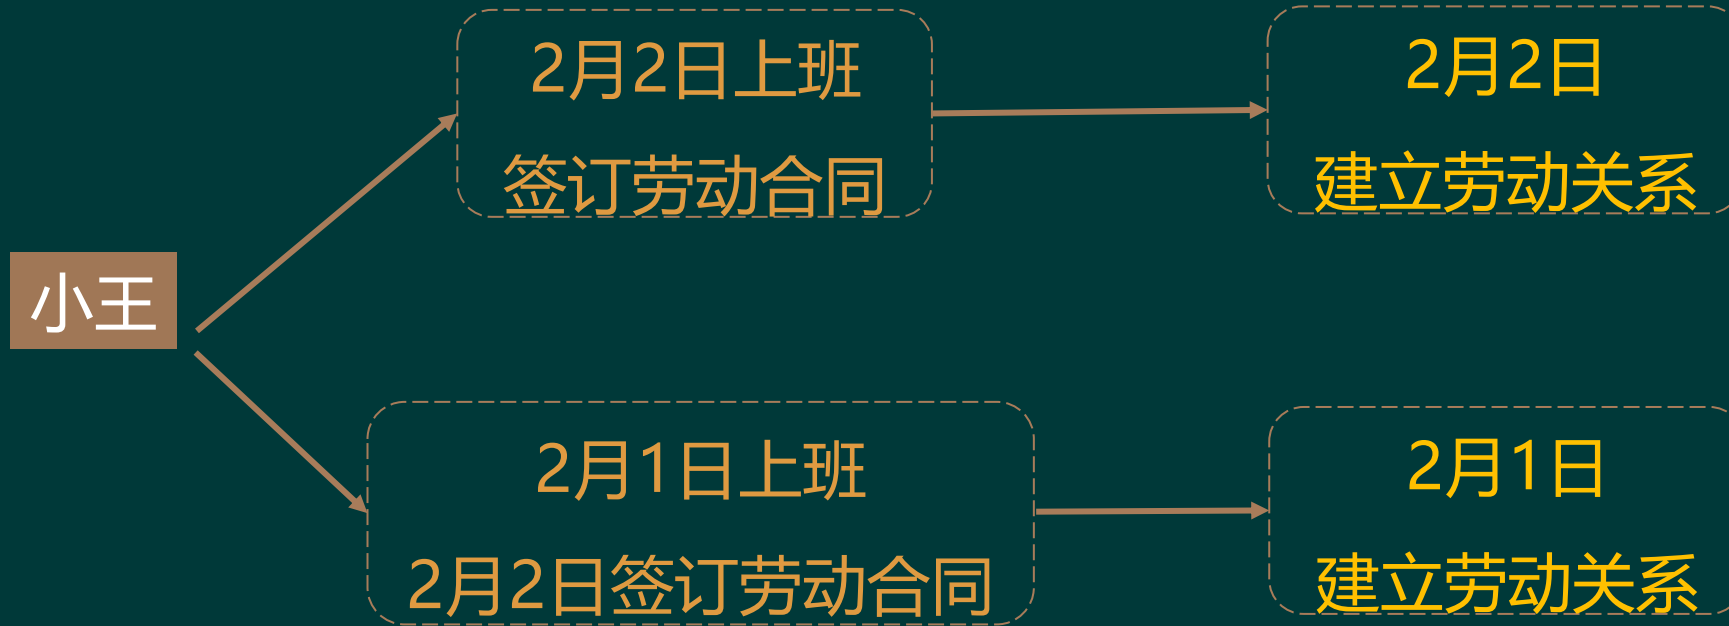 2月2日上班
签订劳动合同
2月2日
建立劳动关系
小王
2月1日上班
2月2日签订劳动合同
2月1日
建立劳动关系